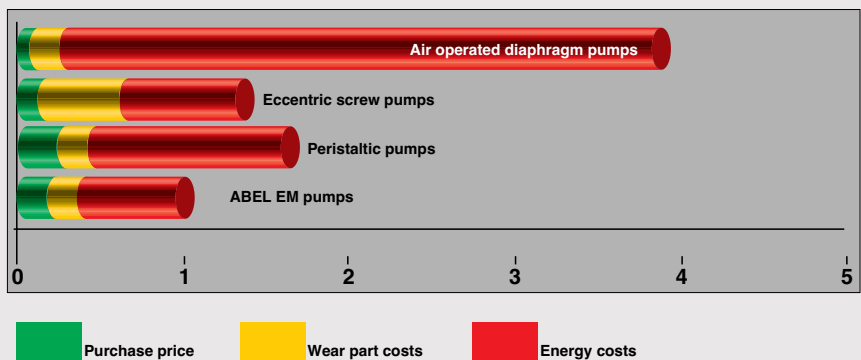 Air operated diaphragm pumps
Eccentric screw pumps
Peristaltic pumps
ABEL EM pumps
0 1 2 3 4 5
Purchase price Wear part costs Energy costs